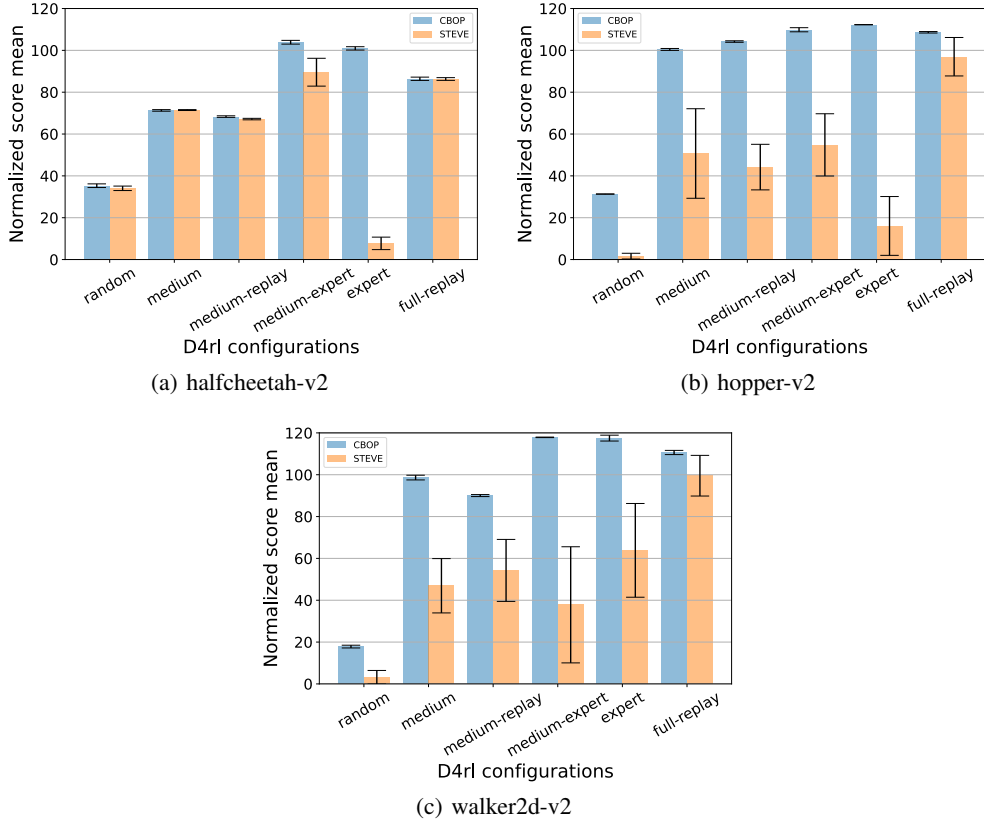 120
100
80
60
40
20
0
Normalized score mean
CBOP
STEVE
random
medium
medium-replay
medium-expert
expert
full-replay
D4rl configurations
(a) halfcheetah-v2
120
100
80
60
40
20
0
Normalized score mean
CBOP
STEVE
random
medium
medium-replay
medium-expert
expert
full-replay
D4rl configurations
(b) hopper-v2
120
100
80
60
40
20
0
Normalized score mean
CBOP
STEVE
random
medium
medium-replay
medium-expert
expert
full-replay
D4rl configurations
(c) walker2d-v2